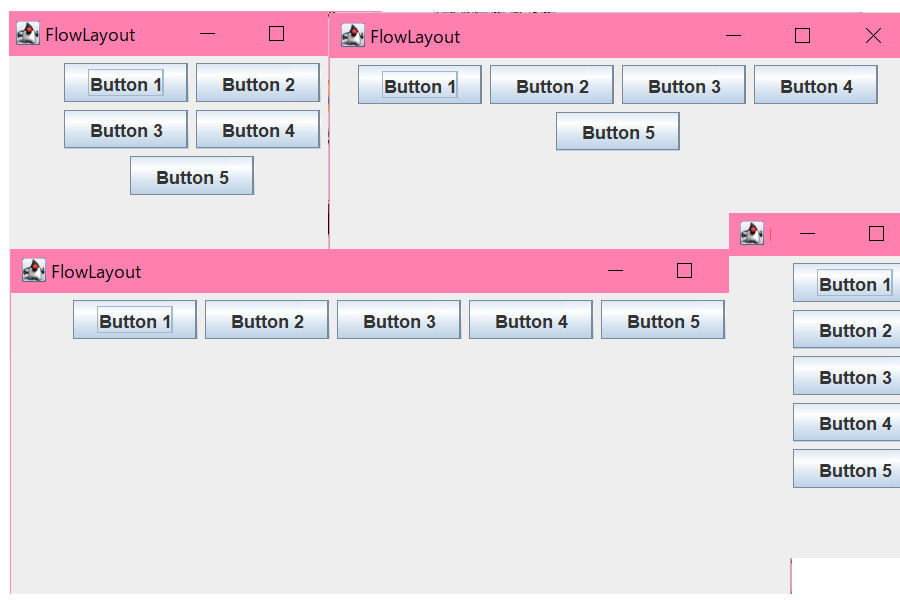 FlowLayout
Button 1 Button 2
Button 3 Button 4
Button 5
FlowLayout
Button 1 Button 2 Button 3 Button 4
Button 5
FlowLayout
Button 1 Button 2 Button 3 Button 4 Button 5
Button 1
Button 2
Button 3
Button 4
Button 5